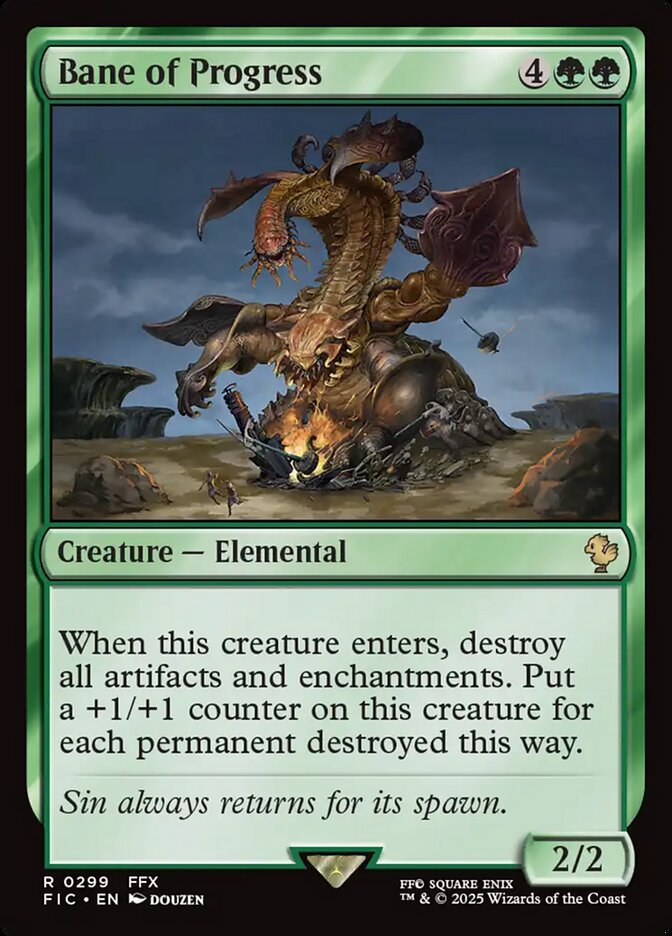 Bane of Progress 4
Creature — Elemental
When this creature enters, destroy
all artifacts and enchantments. Put
a +1/+1 counter on this creature for
each permanent destroyed this way.
Sin always returns for its spawn.
2/2
R 0299 FFX
FIC • EN DOUZEN
FF© SQUARE ENIX
™ & © 2025 Wizards of the Coast